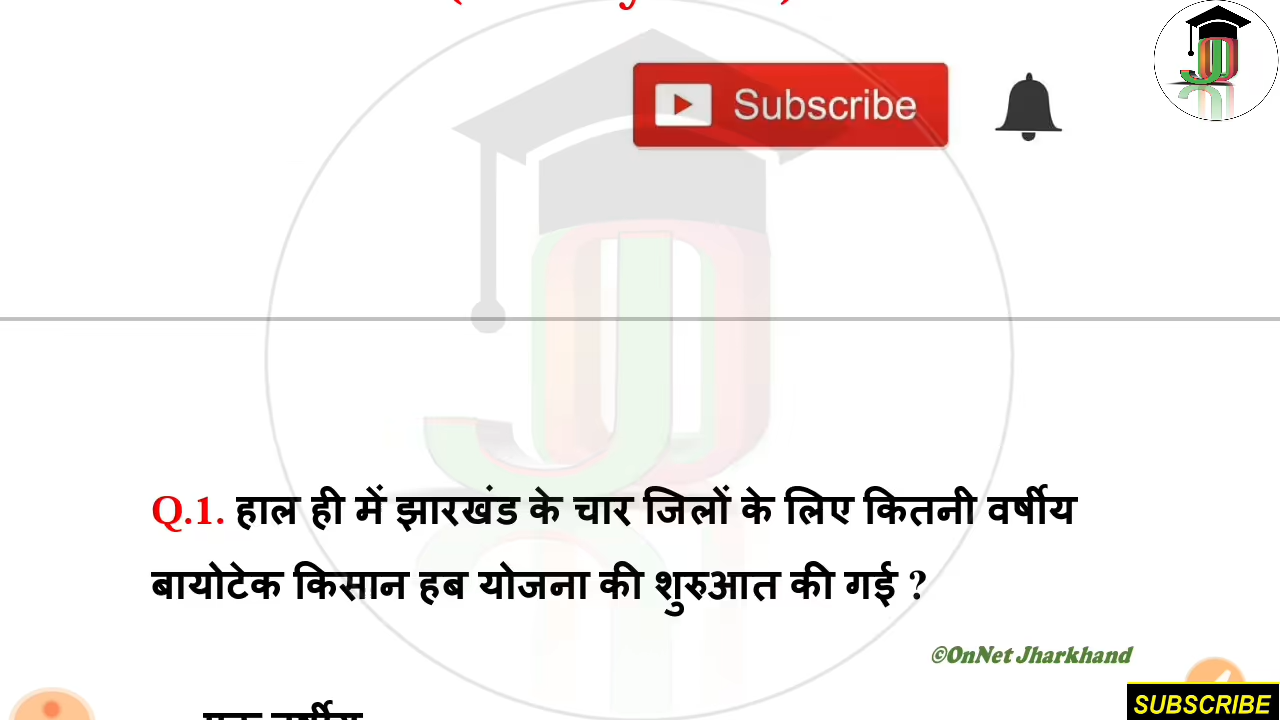 Subscribe
Q.1. हाल ही में झारखंड के चार जिलों के लिए कितनी वर्षीय
बायोटेक किसान हब योजना की शुरुआत की गई ?
©OnNet Jharkhand
SUBSCRIBE